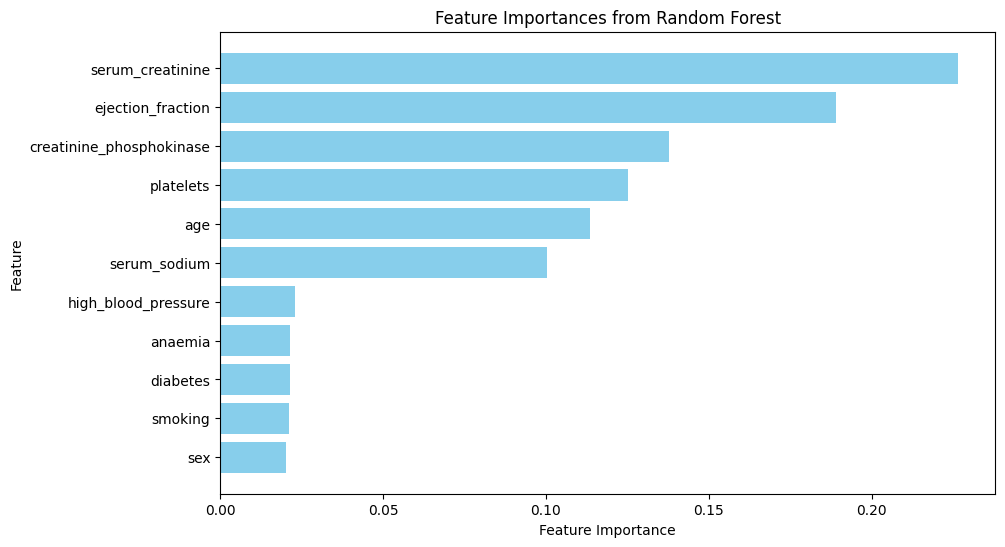 Feature Importances from Random Forest
Feature
serum_creatinine
ejection_fraction
creatinine_phosphokinase
platelets
age
serum_sodium
high_blood_pressure
anaemia
diabetes
smoking
sex
0.00 0.05 0.10 0.15 0.20
Feature Importance